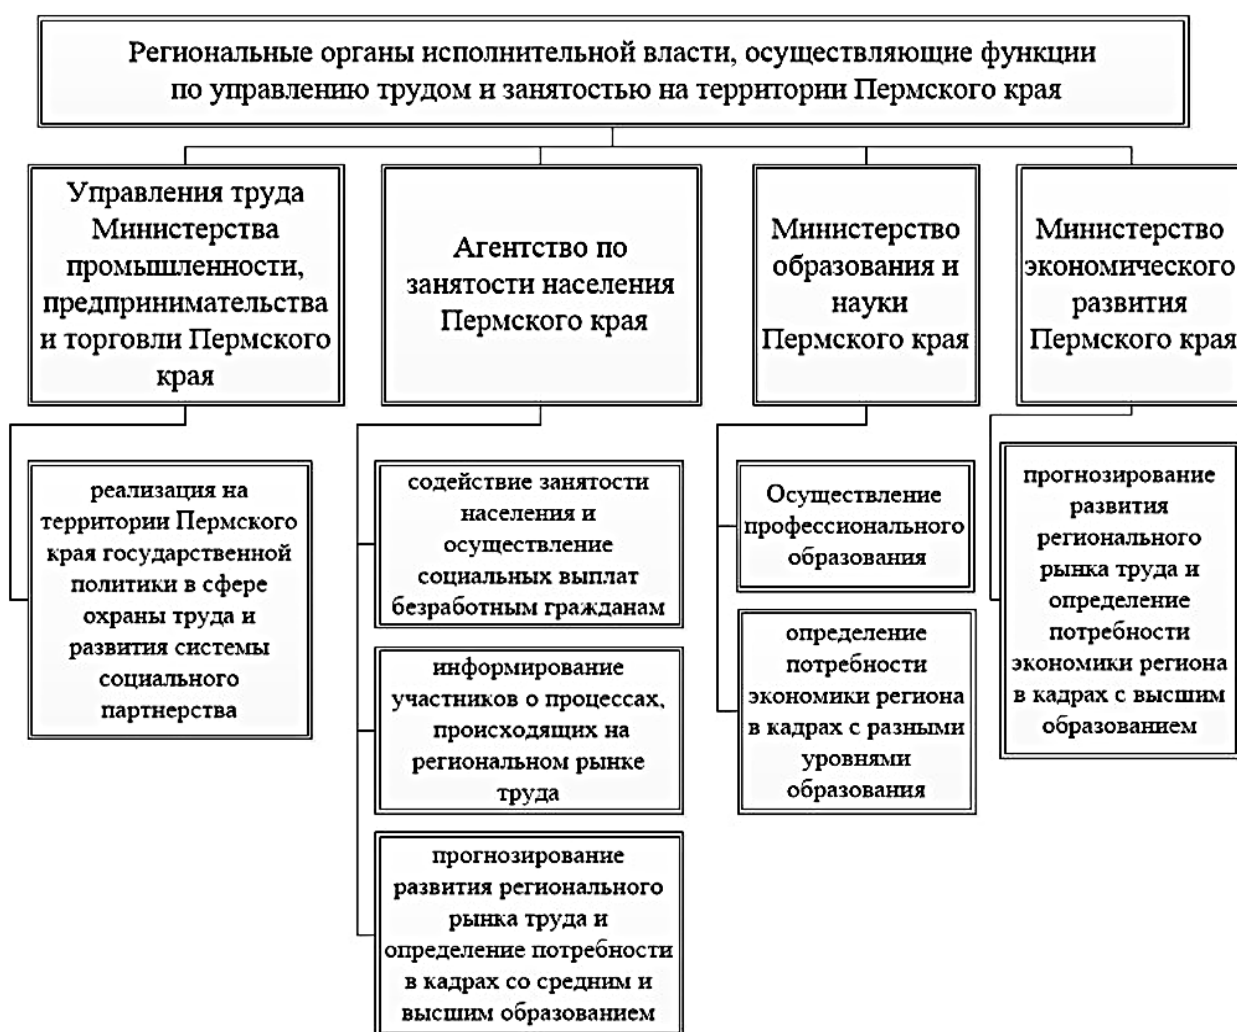 Региональные органы исполнительной власти, осуществляющие функции
по управлению трудом и занятостью на территории Пермского края
Управления труда
Министерства
промышленности,
предпринимательства
и торговли Пермского
края
Агентство по
занятости населения
Пермского края
Министерство
образования и
науки
Пермского края
Министерство
экономического
развития
Пермского края
реализация на
территории Пермского
края государственной
политики в сфере
охраны труда и
развития системы
социального
партнерства
содействие занятости
населения и
осуществление
социальных выплат
безработным гражданам
информирование
участников о процессах,
происходящих на
региональном рынке
труда
прогнозирование
развития регионального
рынка труда и
определение потребности
в кадрах со средним и
высшим образованием
Осуществление
профессионального
образования
определение
потребности
экономики региона
в кадрах с разными
уровнями
образования
прогнозирование
развития
регионального
рынка труда и
определение
потребности
экономики региона
в кадрах с высшим
образованием